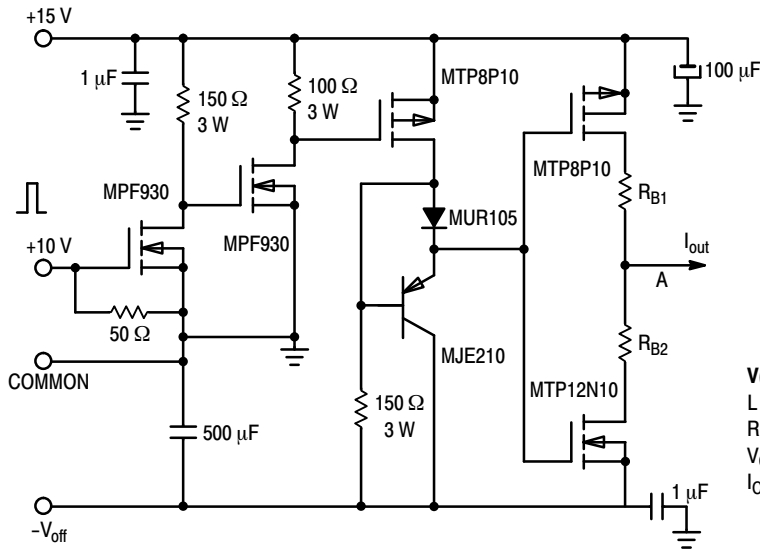 +15 V
1 µF
150 Ω
3 W
100 Ω
3 W
MTP8P10
100 µF
MPF930
MPF930
MTP8P10
MUR105
RB1
+10 V
50 Ω
Iout
A
COMMON
MJE210
RB2
500 µF
150 Ω
3 W
MTP12N10
1 µF
–Voff
L
R